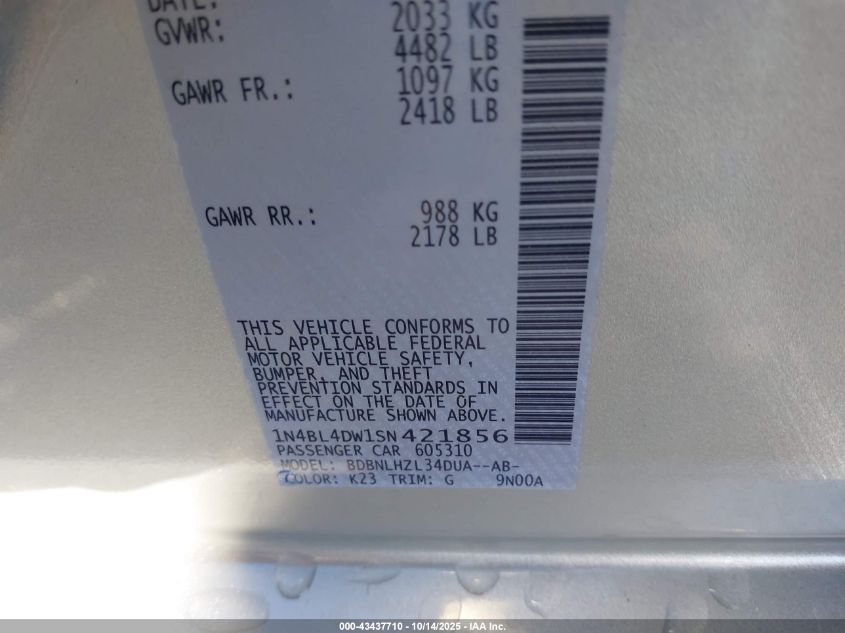 DATE:
GVWR: 2033 KG
4482 LB
GAWR FR.: 1097 KG
2418 LB
GAWR RR.: 988 KG
2178 LB
THIS VEHICLE CONFORMS TO
ALL APPLICABLE FEDERAL
MOTOR VEHICLE SAFETY,
BUMPER, AND THEFT
PREVENTION STANDARDS IN
EFFECT ON THE DATE OF
MANUFACTURE SHOWN ABOVE.
1N4BL4DW1SN421856
PASSENGER CAR 605310
MODEL: BDBNLHZL34DUA--AB-
COLOR: K23 TRIM: G 9N00A
000-43437710 - 10/14/2025 - IAA Inc.